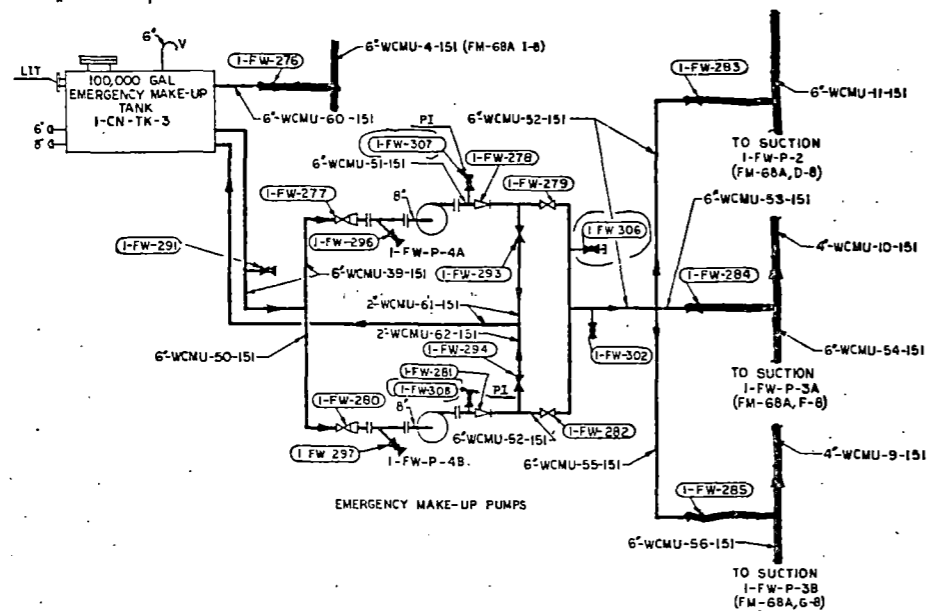 6"
V
LIT
100,000 GAL
EMERGENCY MAKE-UP
TANK
1-CN-TK-3
6"
8"
1-FW-276
6"-WCMU-4-151 (FM-68A I-8)
6"-WCMU-60-151
PI
1-FW-307
6"-WCMU-51-151
1-FW-278
6"-WCMU-52-151
1-FW-279
1-FW-283
6"-WCMU-11-151
TO SUCTION
1-FW-P-2
(FM-68A, D-8)
1-FW-277
8"
1-FW-296
1-FW-P-4A
1-FW-293
1-FW 306
6"-WCMU-53-151
4"-WCMU-10-151
1-FW-291
6"-WCMU-39-151
2"-WCMU-61-151
2"-WCMU-62-151
1-FW-284
6"-WCMU-50-151
1-FW-294
1-FW-302
6"-WCMU-54-151
1-FW-281
1-FW-308
PI
TO SUCTION
1-FW-P-3A
(FM-68A, F-8)
1-FW-280
8"
6"-WCMU-52-151
1-FW-282
1-FW 297
1-FW-P-4B
6"-WCMU-55-151
4"-WCMU-9-151
EMERGENCY MAKE-UP PUMPS
1-FW-285
6"-WCMU-56-151
TO SUCTION
1-FW-P-3B
(FM-68A, G-8)